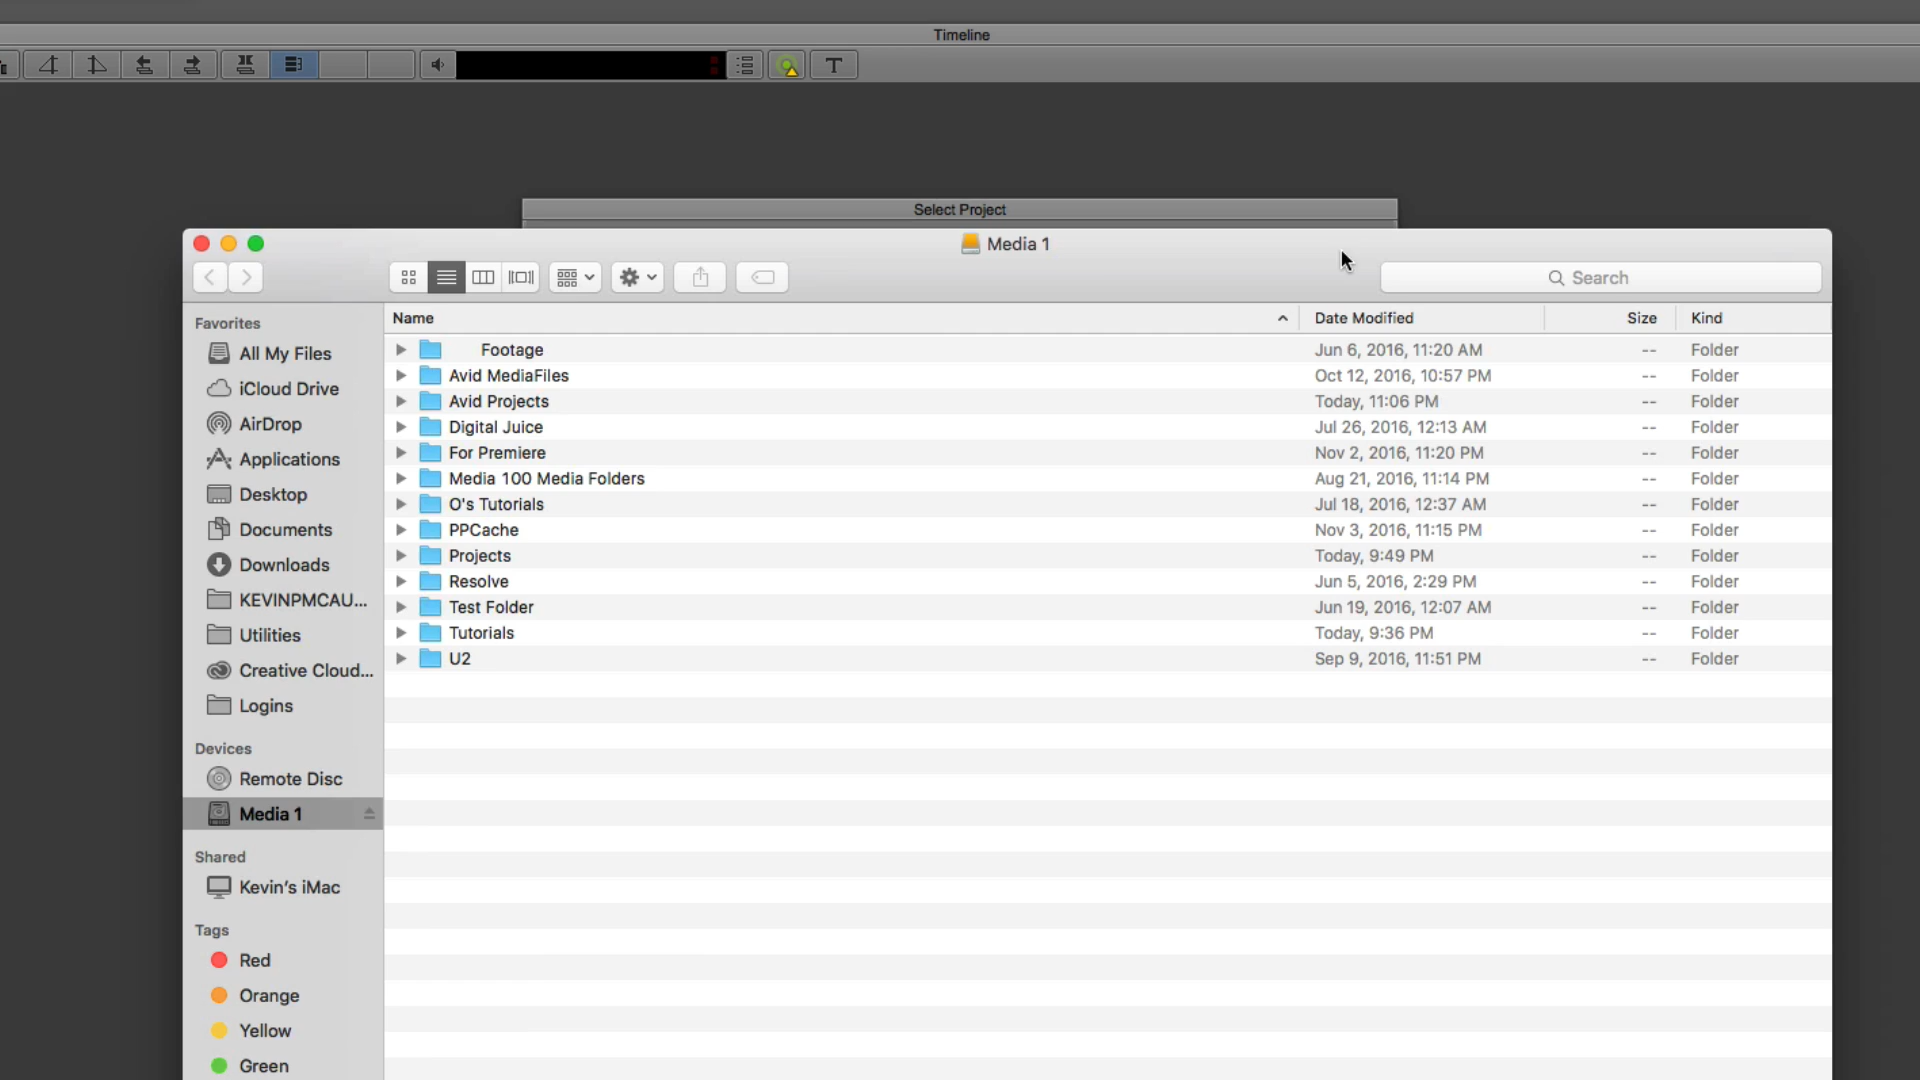 Timeline
T
Select Project
Media 1
Search
Favorites
All My Files
iCloud Drive
AirDrop
Applications
Desktop
Documents
Downloads
KEVINPMCAU...
Utilities
Creative Cloud...
Logins
Devices
Remote Disc
Media 1
Shared
Kevin's iMac
Tags
Red
Orange
Yellow
Green
Name Date Modified Size Kind
Footage Jun 6, 2016, 11:20 AM -- Folder
Avid MediaFiles Oct 12, 2016, 10:57 PM -- Folder
Avid Projects Today, 11:06 PM -- Folder
Digital Juice Jul 26, 2016, 12:13 AM -- Folder
For Premiere Nov 2, 2016, 11:20 PM -- Folder
Media 100 Media Folders Aug 21, 2016, 11:14 PM -- Folder
O's Tutorials Jul 18, 2016, 12:37 AM -- Folder
PPCache Nov 3, 2016, 11:15 PM -- Folder
Projects Today, 9:49 PM -- Folder
Resolve Jun 5, 2016, 2:29 PM -- Folder
Test Folder Jun 19, 2016, 12:07 AM -- Folder
Tutorials Today, 9:36 PM -- Folder
U2 Sep 9, 2016, 11:51 PM -- Folder